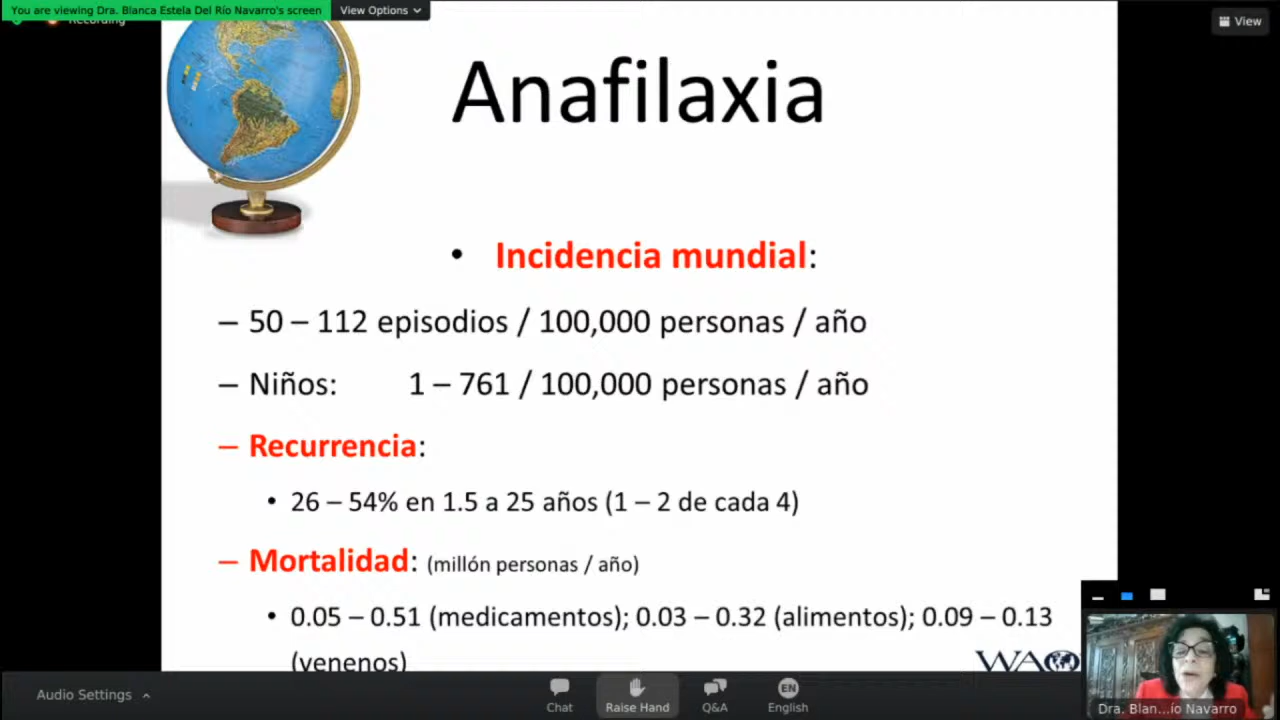 You are viewing Dra. Blanca Estela Del Río Navarro's screen
View Options
Recording
View
Anafilaxia
• Incidencia mundial:
– 50 – 112 episodios / 100,000 personas / año
– Niños: 1 – 761 / 100,000 personas / año
– Recurrencia:
• 26 – 54% en 1.5 a 25 años (1 – 2 de cada 4)
– Mortalidad: (millón personas / año)
• 0.05 – 0.51 (medicamentos); 0.03 – 0.32 (alimentos); 0.09 – 0.13
(venenos)
WAO
Audio Settings
Chat
Raise Hand
Q&A
EN
English
Dra. Blan...ío Navarro